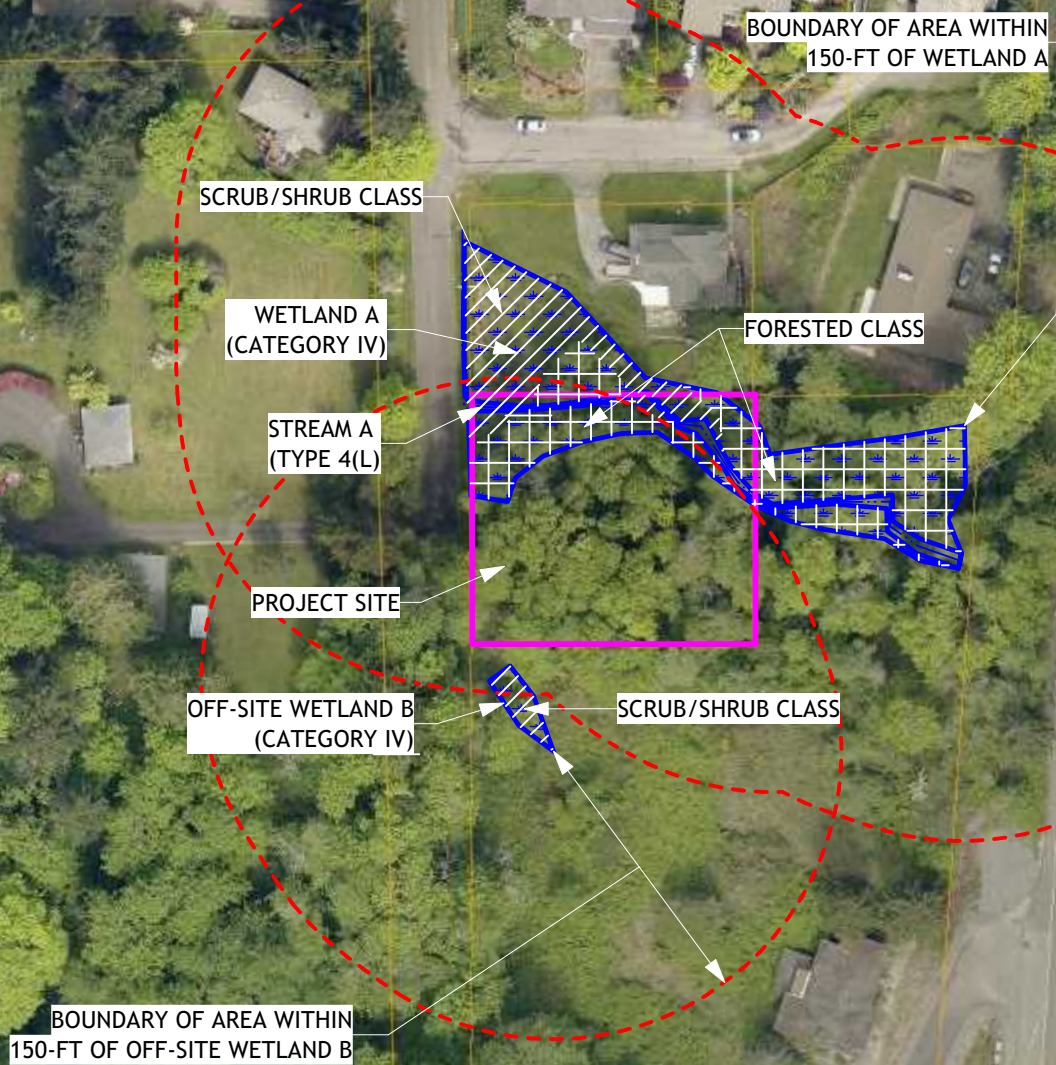 BOUNDARY OF AREA WITHIN
150-FT OF WETLAND A
SCRUB/SHRUB CLASS
WETLAND A
(CATEGORY IV)
FORESTED CLASS
STREAM A
(TYPE 4(L)
PROJECT SITE
OFF-SITE WETLAND B
(CATEGORY IV)
SCRUB/SHRUB CLASS
BOUNDARY OF AREA WITHIN
150-FT OF OFF-SITE WETLAND B